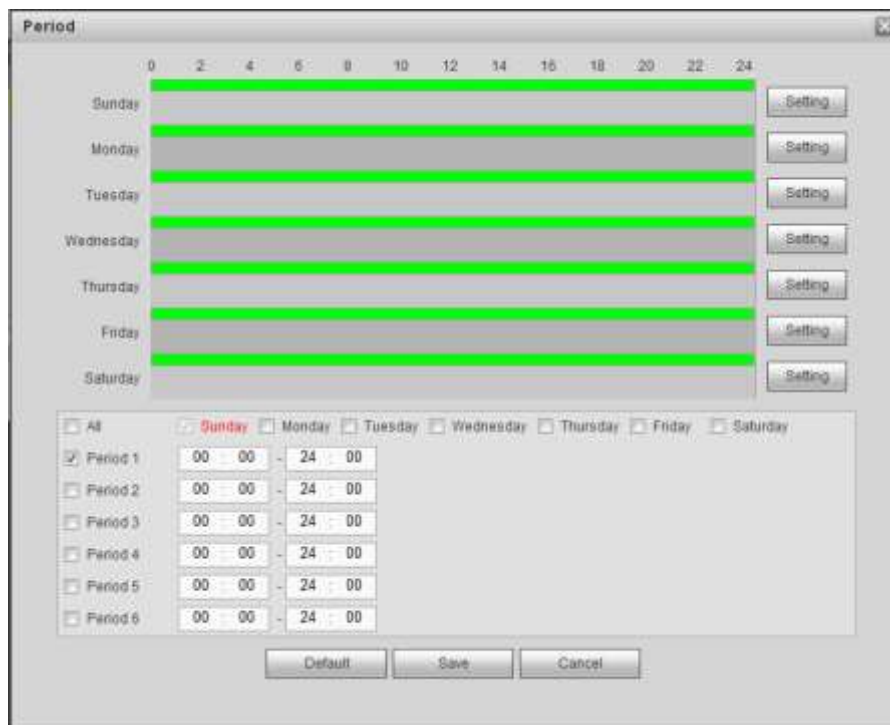 Period
0 2 4 6 8 10 12 14 16 18 20 22 24
Sunday Setting
Monday Setting
Tuesday Setting
Wednesday Setting
Thursday Setting
Friday Setting
Saturday Setting
All Sunday Monday Tuesday Wednesday Thursday Friday Saturday
Period 1 00 : 00 - 24 : 00
Period 2 00 : 00 - 24 : 00
Period 3 00 : 00 - 24 : 00
Period 4 00 : 00 - 24 : 00
Period 5 00 : 00 - 24 : 00
Period 6 00 : 00 - 24 : 00
Default Save Cancel